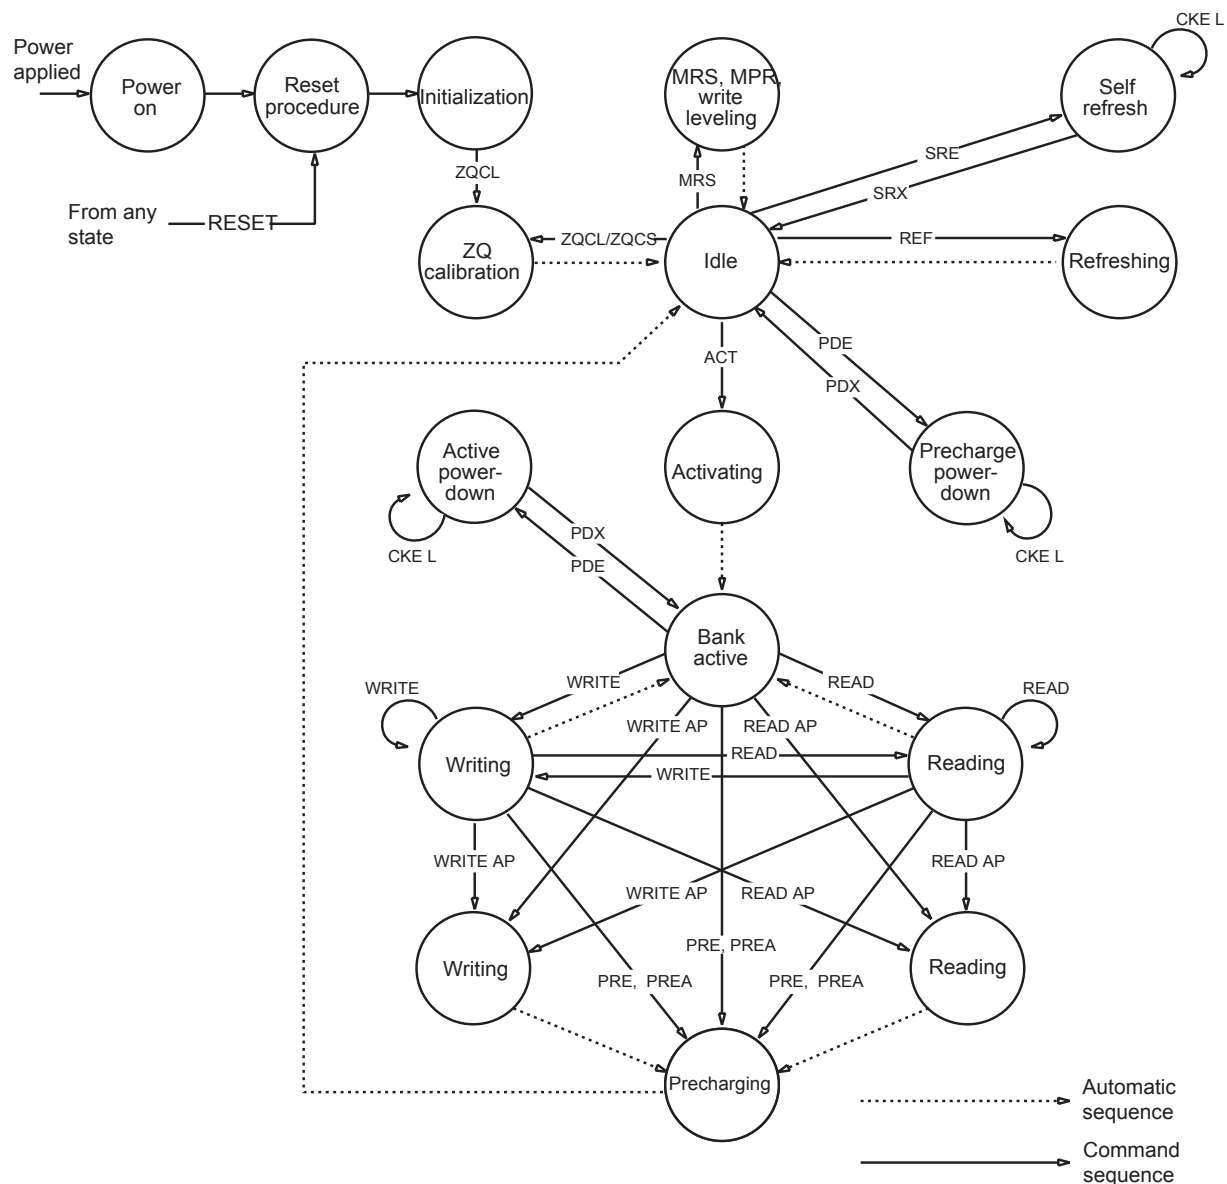 CKE L
Power
applied
Power
on
Reset
procedure
Initialization
MRS, MPR,
write
leveling
Self
refresh
ZQCL
MRS
SRE
SRX
From any
state
RESET
ZQ
calibration
ZQCL/ZQCS
Idle
REF
Refreshing
ACT
PDE
PDX
Active
power-
down
Activating
Precharge
power-
down
CKE L
PDX
PDE
CKE L
Bank
active
WRITE
WRITE
READ
READ
WRITE AP
READ AP
Writing
READ
WRITE
Reading
WRITE AP
READ AP
WRITE AP
READ AP
PRE, PREA
Writing
Reading
PRE, PREA
PRE, PREA
Precharging
Automatic
sequence
Command
sequence